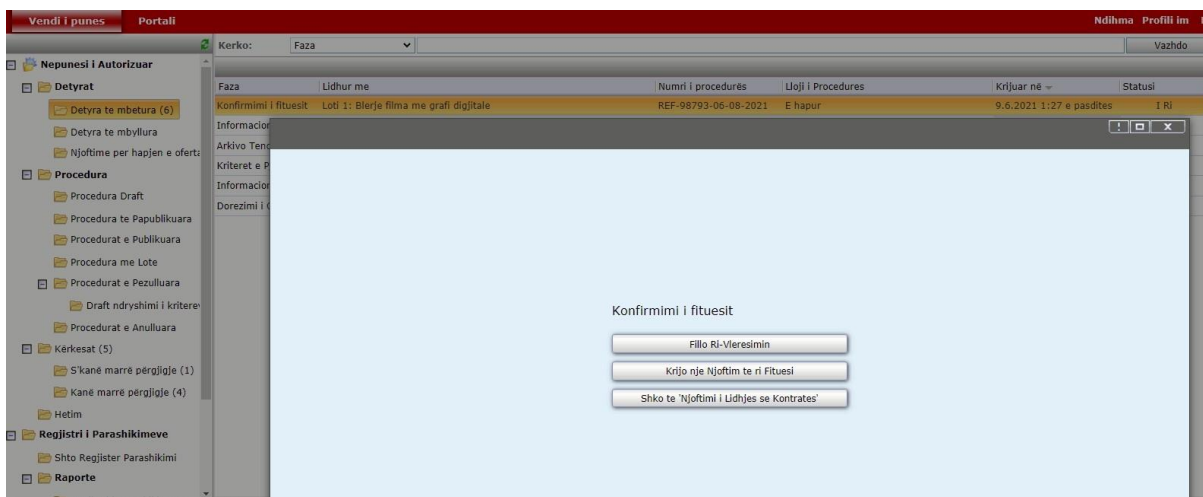 Vendi i punes Portali Ndihma Profili im
Kerko: Faza Vazhdo
Nepunesi i Autorizuar
Detyrat
Detyra te mbetura (6)
Detyra te mbyllura
Njoftime per hapjen e oferta
Procedura
Procedura Draft
Procedura te Papublikuara
Procedurat e Publikuara
Procedura me Lote
Procedurat e Pezulluara
Draft ndryshimi i kritere
Procedurat e Anulluara
Kërkesat (5)
S'kanë marrë përgjigje (1)
Kanë marrë përgjigje (4)
Hetim
Regjistri i Parashikimeve
Shto Regjister Parashikimi
Raporte
Faza Lidhur me Numri i procedurës Lloji i Procedures Krijuar në Statusi
Konfirmimi i fituesit Loti 1: Blerje filma me grafi digjitale REF-98793-06-08-2021 E hapur 9.6.2021 1:27 e pasdites I Ri
Informacion
Arkivo Tend
Kriteret e P
Informacion
Dorezimi i
Konfirmimi i fituesit
Fillo Ri-Vleresimin
Krijo nje Njoftim te ri Fituesi
Shko te 'Njoftimi i Lidhjes se Kontrates'